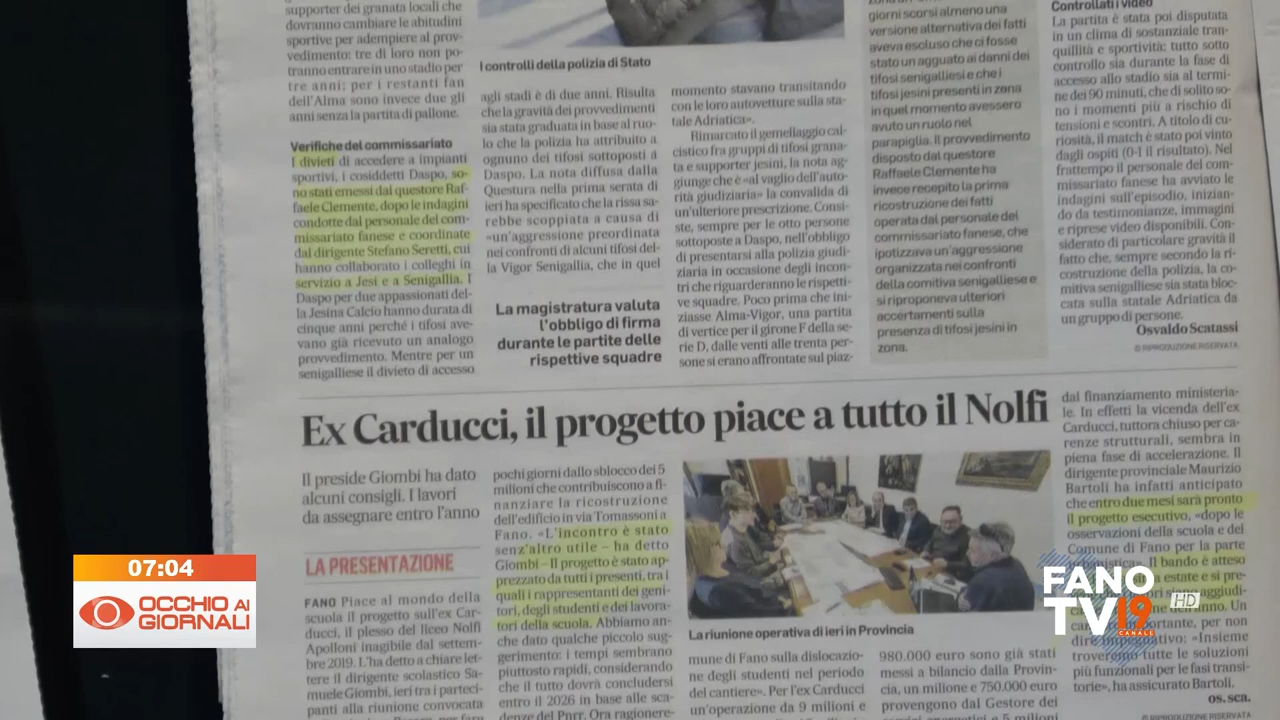 supporter dei granata locali che
dovranno cambiare le abitudini
sportive per adempiere al prov-
vedimento: tre di loro non po-
tranno entrare in uno stadio per
tre anni; per i restanti fan
dell'Alma sono invece due gli
anni senza la partita di pallone.
Verifiche del commissariato
I divieti di accedere a impianti
sportivi, i cosiddetti Daspo, so-
no stati emessi dal questore Raf-
faele Clemente, dopo le indagini
condotte dal personale del com-
missariato fanese e coordinate
dal dirigente Stefano Seretti, cui
hanno collaborato i colleghi in
servizio a Jesi e a Senigallia. I
Daspo per due appassionati del-
la Jesina Calcio hanno durata di
cinque anni perché i tifosi ave-
vano già ricevuto un analogo
provvedimento. Mentre per un
senigalliese il divieto di accesso
I controlli della polizia di Stato
agli stadi è di due anni. Risulta
che la gravità dei provvedimenti
sia stata graduata in base al ruo-
lo che la polizia ha attribuito a
ognuno dei tifosi sottoposti a
Daspo. La nota diffusa dalla
Questura nella prima serata di
ieri ha specificato che la rissa sa-
rebbe scoppiata a causa di
«un'aggressione preordinata
nei confronti di alcuni tifosi del-
la Vigor Senigallia, che in quel
La magistratura valuta
l'obbligo di firma
durante le partite delle
rispettive squadre
momento stavano transitando
con le loro autovetture sulla sta-
tale Adriatica».
Rimarcato il gemellaggio cal-
cistico fra gruppi di tifosi grana-
ta e supporter jesini, la nota ag-
giunge che è «al vaglio dell'auto-
rità giudiziaria» la convalida di
un'ulteriore prescrizione. Consi-
ste, sempre per le otto persone
sottoposte a Daspo, nell'obbligo
di presentarsi alla polizia giudi-
ziaria in occasione degli incon-
tri che riguarderanno le rispetti-
ve squadre. Poco prima che ini-
ziasse Alma-Vigor, una partita
di vertice per il girone F della se-
rie D, dalle venti alle trenta per-
sone si erano affrontate sul piaz-
giorni scorsi almeno una
versione alternativa dei fatti
aveva escluso che ci fosse
stato un agguato ai danni dei
tifosi senigalliesi e che i
tifosi jesini presenti in zona
in quel momento avessero
avuto un ruolo nel
parapiglia. Il provvedimento
disposto dal questore
Raffaele Clemente ha
invece recepito la prima
ricostruzione dei fatti
operata dal personale del
commissariato fanese, che
ipotizzava un'aggressione
organizzata nei confronti
della comitiva senigalliese e
si riproponeva ulteriori
accertamenti sulla
presenza di tifosi jesini in
zona.
Controllati i video
La partita è stata poi disputata
in un clima di sostanziale tran-
quillità e sportività: tutto sotto
controllo sia durante la fase di
accesso allo stadio sia al termi-
ne dei 90 minuti, che di solito so-
no i momenti più a rischio di
tensioni e scontri. A titolo di cu-
riosità, il match è stato poi vinto
dagli ospiti (0-1 il risultato). Nel
frattempo il personale del com-
missariato fanese ha avviato le
indagini sull'episodio, inizian-
do da testimonianze, immagini
e riprese video disponibili. Con-
siderato di particolare gravità il
fatto che, sempre secondo la ri-
costruzione della polizia, la co-
mitiva senigalliese sia stata bloc-
cata sulla statale Adriatica da
un gruppo di persone.
Osvaldo Scatassi
© RIPRODUZIONE RISERVATA
Ex Carducci, il progetto piace a tutto il Nolfi
Il preside Giombi ha dato
alcuni consigli. I lavori
da assegnare entro l'anno
LA PRESENTAZIONE
FANO Piace al mondo della
scuola il progetto sull'ex Car-
ducci, il plesso del liceo Nolfi
Apolloni inagibile dal settem-
bre 2019. L'ha detto a chiare let-
tere il dirigente scolastico Sa-
muele Giombi, ieri tra i parteci-
panti alla riunione convocata
pochi giorni dallo sblocco dei 5
milioni che contribuiscono a fi-
nanziare la ricostruzione
dell'edificio in via Tomassoni a
Fano. «L'incontro è stato
senz'altro utile – ha detto
Giombi – Il progetto è stato ap-
prezzato da tutti i presenti, tra i
quali i rappresentanti dei geni-
tori, degli studenti e dei lavora-
tori della scuola. Abbiamo an-
che dato qualche piccolo sug-
gerimento: i tempi sembrano
piuttosto rapidi, considerando
che il tutto dovrà concludersi
entro il 2026 in base alle sca-
denze del Pnrr. Ora ragionere-
La riunione operativa di ieri in Provincia
mune di Fano sulla dislocazio-
ne degli studenti nel periodo
del cantiere». Per l'ex Carducci
un'operazione da 9 milioni e
980.000 euro sono già stati
messi a bilancio dalla Provin-
cia, un milione e 750.000 euro
provengono dal Gestore dei
dal finanziamento ministeria-
le. In effetti la vicenda dell'ex
Carducci, tuttora chiuso per ca-
renze strutturali, sembra in
piena fase di accelerazione. Il
dirigente provinciale Maurizio
Bartoli ha infatti anticipato
che entro due mesi sarà pronto
il progetto esecutivo, «dopo le
osservazioni della scuola e del
Comune di Fano per la parte
Il bando è atteso
estate e si pre-
aggiudi-
dell'anno. Un
per non
«Insieme
tutte le soluzioni
più funzionali per le fasi transi-
torie», ha assicurato Bartoli.
os.sca.
© RIPRODUZIONE RISERVATA
07:04
OCCHIO AI
GIORNALI
FANO
TV19
CANALE
HD